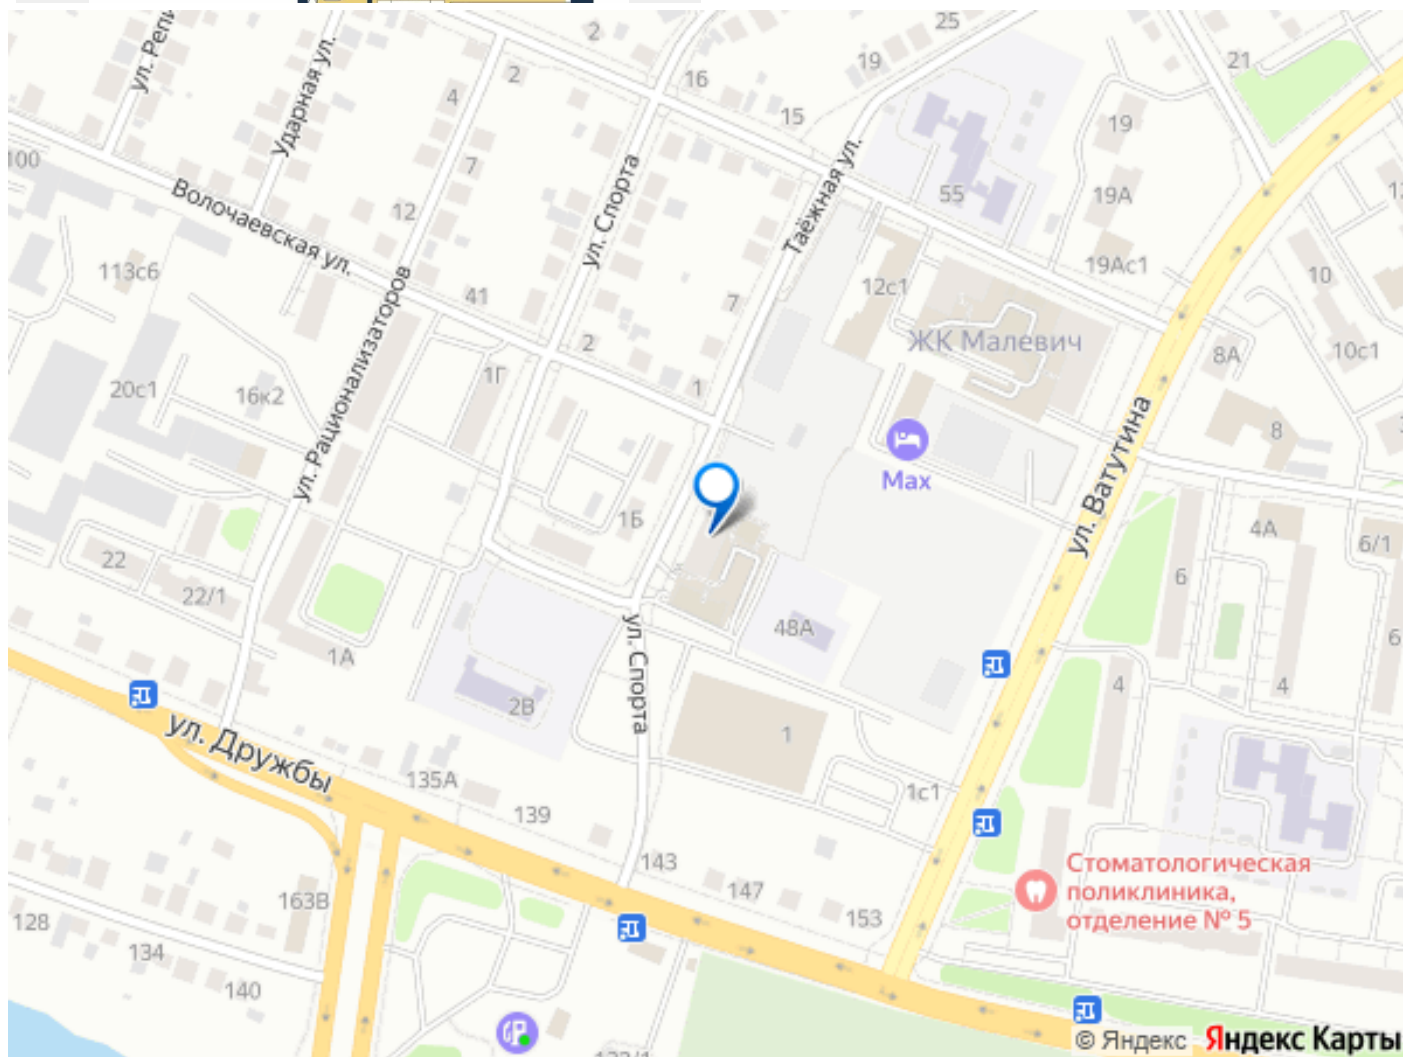 ул. Репи
Ударная ул.
2
25
19
21
2
16
4
15
19
ул. Спорта
Таёжная ул.
100
7
55
19А
Волочаевская ул.
12
113с6
19Ас1
10
12с1
41
7
ул. Рационализаторов
ЖК Малевич
2
8А
10с1
1Г
20с1
16к2
1
ул. Ватутина
8
Max
1Б
4А
6/1
22
6
22/1
48А
ул. Спорта
6
1А
4
4
2В
1
ул. Дружбы
135А
1с1
139
143
Стоматологическая
поликлиника,
отделение № 5
147
163В
153
128
134
140
© Яндекс
Яндекс Карты